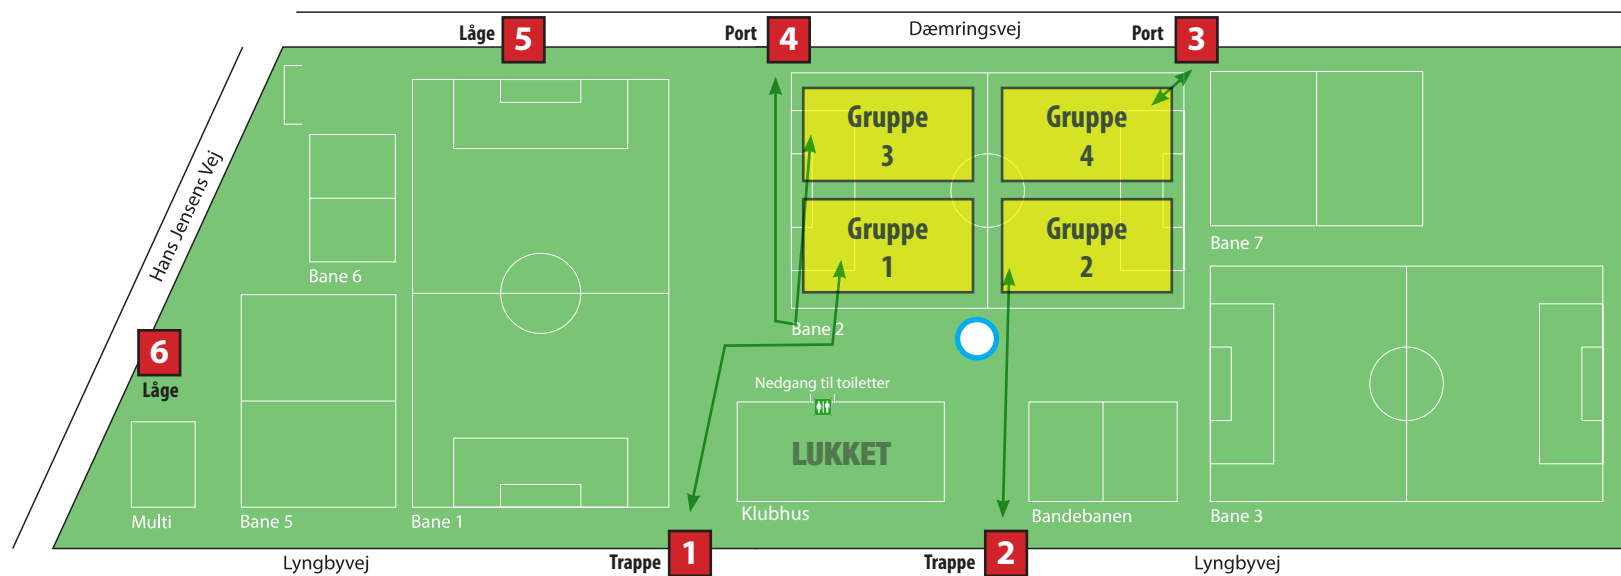 Dæmringsvej
Låge 5
Port 4
Port 3
Gruppe
3
Gruppe
4
Gruppe
1
Gruppe
2
Hans Jensens Vej
Bane 6
Bane 7
Bane 2
6
Låge
Nedgang til toiletter
LUKKET
Klubhus
Multi
Bane 5
Bane 1
Bandebanen
Bane 3
Lyngbyvej
Trappe 1
Trappe 2
Lyngbyvej